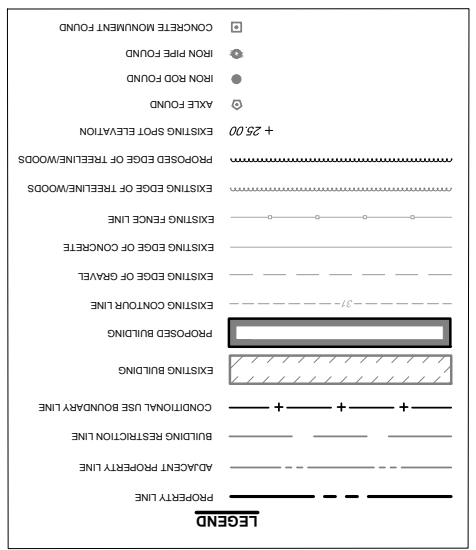 LEGEND
PROPERTY LINE
ADJACENT PROPERTY LINE
BUILDING RESTRICTION LINE
CONDITIONAL USE BOUNDARY LINE
EXISTING BUILDING
PROPOSED BUILDING
31 EXISTING CONTOUR LINE
EXISTING EDGE OF GRAVEL
EXISTING EDGE OF CONCRETE
EXISTING FENCE LINE
EXISTING EDGE OF TREELINE/WOODS
PROPOSED EDGE OF TREELINE/WOODS
+ 25.00 EXISTING SPOT ELEVATION
AXLE FOUND
IRON ROD FOUND
IRON PIPE FOUND
CONCRETE MONUMENT FOUND